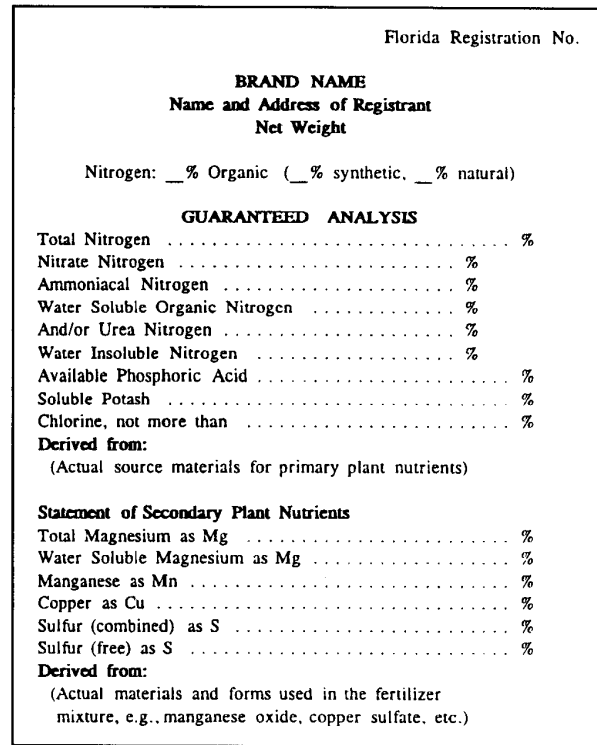 Florida Registration No.
BRAND NAME
Name and Address of Registrant
Net Weight
Nitrogen: __% Organic (__% synthetic, __% natural)
GUARANTEED ANALYSIS
Total Nitrogen ................................ %
Nitrate Nitrogen .......................... %
Ammoniacal Nitrogen ....................... %
Water Soluble Organic Nitrogen ............. %
And/or Urea Nitrogen ...................... %
Water Insoluble Nitrogen .................. %
Available Phosphoric Acid ........................ %
Soluble Potash ................................ %
Chlorine, not more than ......................... %
Derived from:
(Actual source materials for primary plant nutrients)
Statement of Secondary Plant Nutrients
Total Magnesium as Mg ......................... %
Water Soluble Magnesium as Mg .................... %
Manganese as Mn .............................. %
Copper as Cu ................................. %
Sulfur (combined) as S .......................... %
Sulfur (free) as S .............................. %
Derived from:
(Actual materials and forms used in the fertilizer
mixture, e.g., manganese oxide, copper sulfate, etc.)